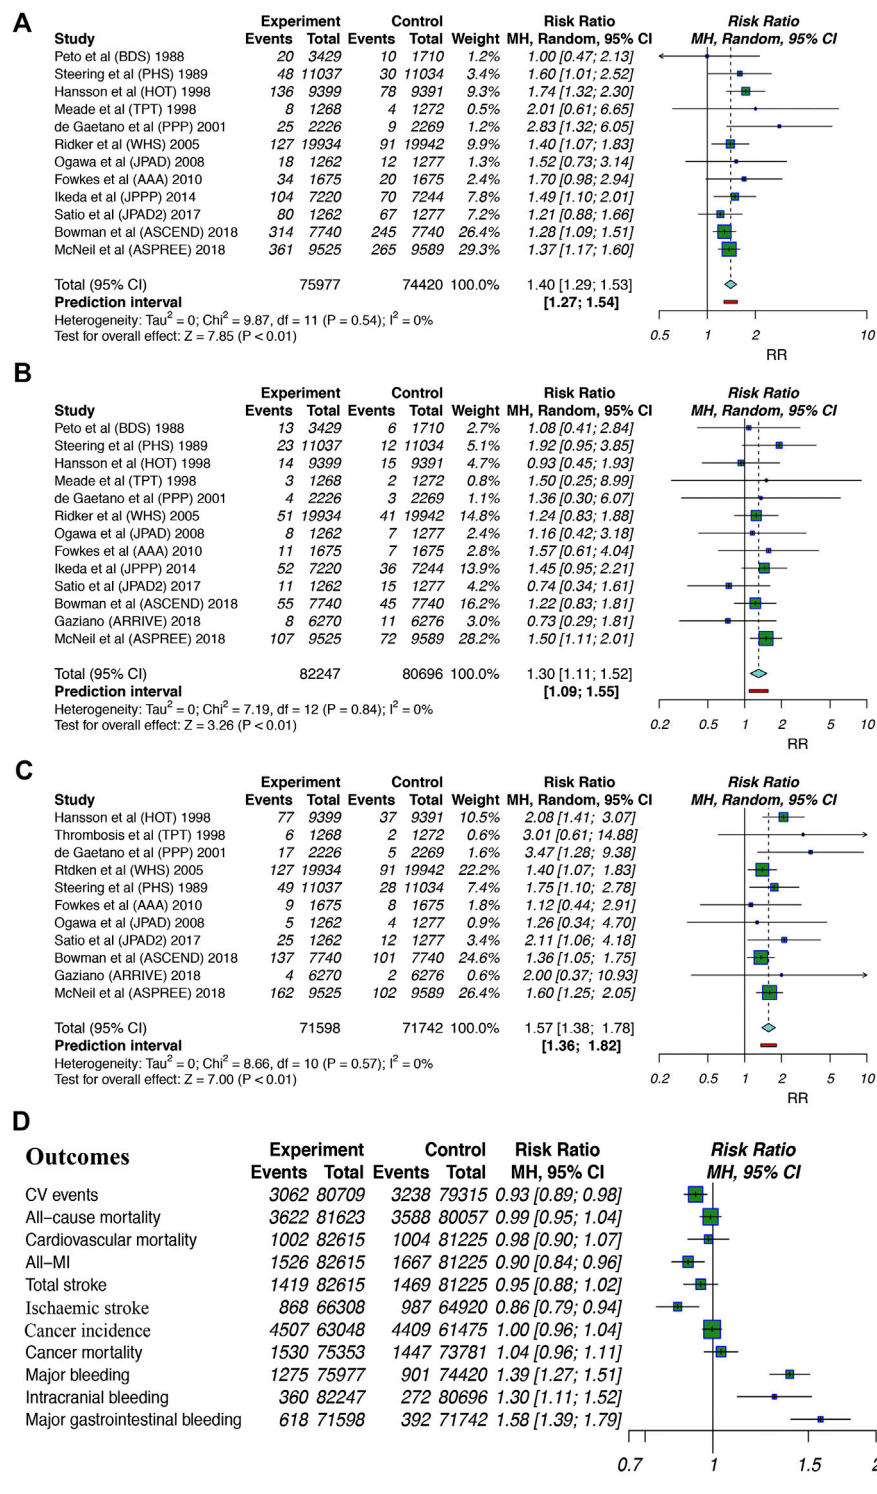 A
Experiment Control Risk Ratio Risk Ratio
Study Events Total Events Total Weight MH, Random, 95% CI MH, Random, 95% CI
Peto et al (BDS) 1988 20 3429 10 1710 1.2% 1.00 [0.47; 2.13]
Steering et al (PHS) 1989 48 11037 30 11034 3.4% 1.60 [1.01; 2.52]
Hansson et al (HOT) 1998 136 9399 78 9391 9.3% 1.74 [1.32; 2.30]
Meade et al (TPT) 1998 8 1268 4 1272 0.5% 2.01 [0.61; 6.65]
de Gaetano et al (PPP) 2001 25 2226 9 2269 1.2% 2.83 [1.32; 6.05]
Ridker et al (WHS) 2005 127 19934 91 19942 9.9% 1.40 [1.07; 1.83]
Ogawa et al (JPAD) 2008 18 1262 12 1277 1.3% 1.52 [0.73; 3.14]
Fowkes et al (AAA) 2010 34 1675 20 1675 2.4% 1.70 [0.98; 2.94]
Ikeda et al (JPPP) 2014 104 7220 70 7244 7.8% 1.49 [1.10; 2.01]
Satio et al (JPAD2) 2017 80 1262 67 1277 7.2% 1.21 [0.88; 1.66]
Bowman et al (ASCEND) 2018 314 7740 245 7740 26.4% 1.28 [1.09; 1.51]
McNeil et al (ASPREE) 2018 361 9525 265 9589 29.3% 1.37 [1.17; 1.60]
Total (95% CI) 75977 74420 100.0% 1.40 [1.29; 1.53]
Prediction interval [1.27; 1.54]
Heterogeneity: Tau² = 0; Chi² = 9.87, df = 11 (P = 0.54); I² = 0%
Test for overall effect: Z = 7.85 (P < 0.01)
0.5 1 2 10
RR
B
Experiment Control Risk Ratio Risk Ratio
Study Events Total Events Total Weight MH, Random, 95% CI MH, Random, 95% CI
Peto et al (BDS) 1988 13 3429 6 1710 2.7% 1.08 [0.41; 2.84]
Steering et al (PHS) 1989 23 11037 12 11034 5.1% 1.92 [0.95; 3.85]
Hansson et al (HOT) 1998 14 9399 15 9391 4.7% 0.93 [0.45; 1.93]
Meade et al (TPT) 1998 3 1268 2 1272 0.8% 1.50 [0.25; 8.99]
de Gaetano et al (PPP) 2001 4 2226 3 2269 1.1% 1.36 [0.30; 6.07]
Ridker et al (WHS) 2005 51 19934 41 19942 14.8% 1.24 [0.83; 1.88]
Ogawa et al (JPAD) 2008 8 1262 7 1277 2.4% 1.16 [0.42; 3.18]
Fowkes et al (AAA) 2010 11 1675 7 1675 2.8% 1.57 [0.61; 4.04]
Ikeda et al (JPPP) 2014 52 7220 36 7244 13.9% 1.45 [0.95; 2.21]
Satio et al (JPAD2) 2017 11 1262 15 1277 4.2% 0.74 [0.34; 1.61]
Bowman et al (ASCEND) 2018 55 7740 45 7740 16.2% 1.22 [0.83; 1.81]
Gaziano (ARRIVE) 2018 8 6270 11 6276 3.0% 0.73 [0.29; 1.81]
McNeil et al (ASPREE) 2018 107 9525 72 9589 28.2% 1.50 [1.11; 2.01]
Total (95% CI) 82247 80696 100.0% 1.30 [1.11; 1.52]
Prediction interval [1.09; 1.55]
Heterogeneity: Tau² = 0; Chi² = 7.19, df = 12 (P = 0.84); I² = 0%
Test for overall effect: Z = 3.26 (P < 0.01)
0.2 0.5 1 2 5 10
RR
C
Experiment Control Risk Ratio Risk Ratio
Study Events Total Events Total Weight MH, Random, 95% CI MH, Random, 95% CI
Hansson et al (HOT) 1998 77 9399 37 9391 10.5% 2.08 [1.41; 3.07]
Thrombosis et al (TPT) 1998 6 1268 2 1272 0.6% 3.01 [0.61; 14.88]
de Gaetano et al (PPP) 2001 17 2226 5 2269 1.6% 3.47 [1.28; 9.38]
Rtdken et al (WHS) 2005 127 19934 91 19942 22.2% 1.40 [1.07; 1.83]
Steering et al (PHS) 1989 49 11037 28 11034 7.4% 1.75 [1.10; 2.78]
Fowkes et al (AAA) 2010 9 1675 8 1675 1.8% 1.12 [0.44; 2.91]
Ogawa et al (JPAD) 2008 5 1262 4 1277 0.9% 1.26 [0.34; 4.70]
Satio et al (JPAD2) 2017 25 1262 12 1277 3.4% 2.11 [1.06; 4.18]
Bowman et al (ASCEND) 2018 137 7740 101 7740 24.6% 1.36 [1.05; 1.75]
Gaziano (ARRIVE) 2018 4 6270 2 6276 0.6% 2.00 [0.37; 10.93]
McNeil et al (ASPREE) 2018 162 9525 102 9589 26.4% 1.60 [1.25; 2.05]
Total (95% CI) 71598 71742 100.0% 1.57 [1.38; 1.78]
Prediction interval [1.36; 1.82]
Heterogeneity: Tau² = 0; Chi² = 8.66, df = 10 (P = 0.57); I² = 0%
Test for overall effect: Z = 7.00 (P < 0.01)
0.2 0.5 1 2 5 10
RR
D
Outcomes Experiment Control Risk Ratio Risk Ratio
Events Total Events Total MH, 95% CI MH, 95% CI
CV events 3062 80709 3238 79315 0.93 [0.89; 0.98]
All−cause mortality 3622 81623 3588 80057 0.99 [0.95; 1.04]
Cardiovascular mortality 1002 82615 1004 81225 0.98 [0.90; 1.07]
All−MI 1526 82615 1667 81225 0.90 [0.84; 0.96]
Total stroke 1419 82615 1469 81225 0.95 [0.88; 1.02]
Ischaemic stroke 868 66308 987 64920 0.86 [0.79; 0.94]
Cancer incidence 4507 63048 4409 61475 1.00 [0.96; 1.04]
Cancer mortality 1530 75353 1447 73781 1.04 [0.96; 1.11]
Major bleeding 1275 75977 901 74420 1.39 [1.27; 1.51]
Intracranial bleeding 360 82247 272 80696 1.30 [1.11; 1.52]
Major gastrointestinal bleeding 618 71598 392 71742 1.58 [1.39; 1.79]
0.7 1 1.5 2